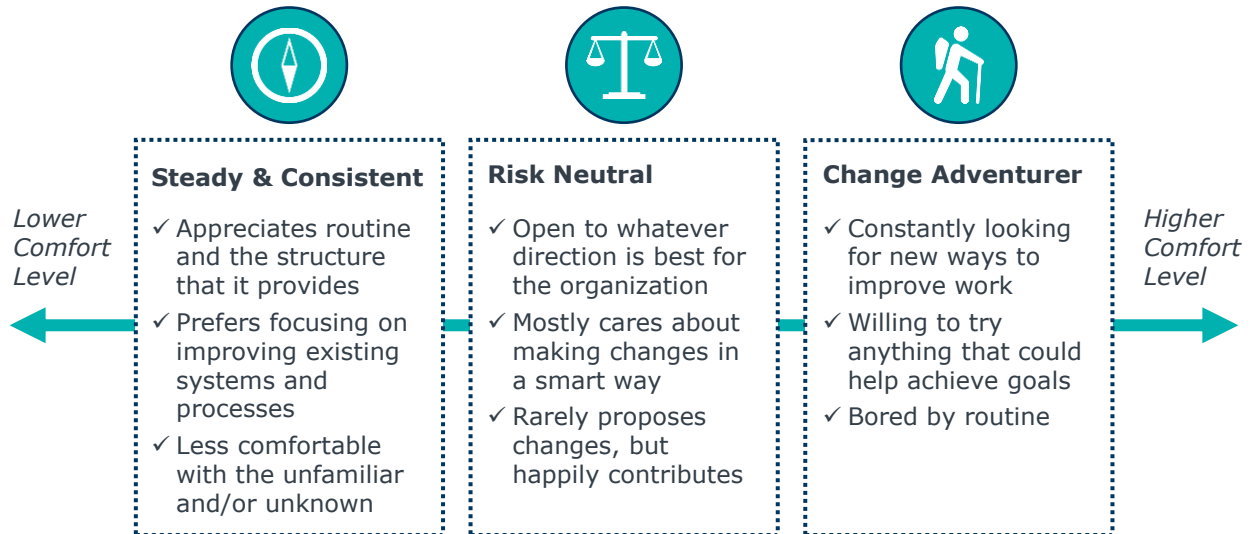 Lower
Comfort
Level
Steady & Consistent
✓ Appreciates routine
and the structure
that it provides
✓ Prefers focusing on
improving existing
systems and
processes
✓ Less comfortable
with the unfamiliar
and/or unknown
Risk Neutral
✓ Open to whatever
direction is best for
the organization
✓ Mostly cares about
making changes in
a smart way
✓ Rarely proposes
changes, but
happily contributes
Change Adventurer
✓ Constantly looking
for new ways to
improve work
✓ Willing to try
anything that could
help achieve goals
✓ Bored by routine
Higher
Comfort
Level